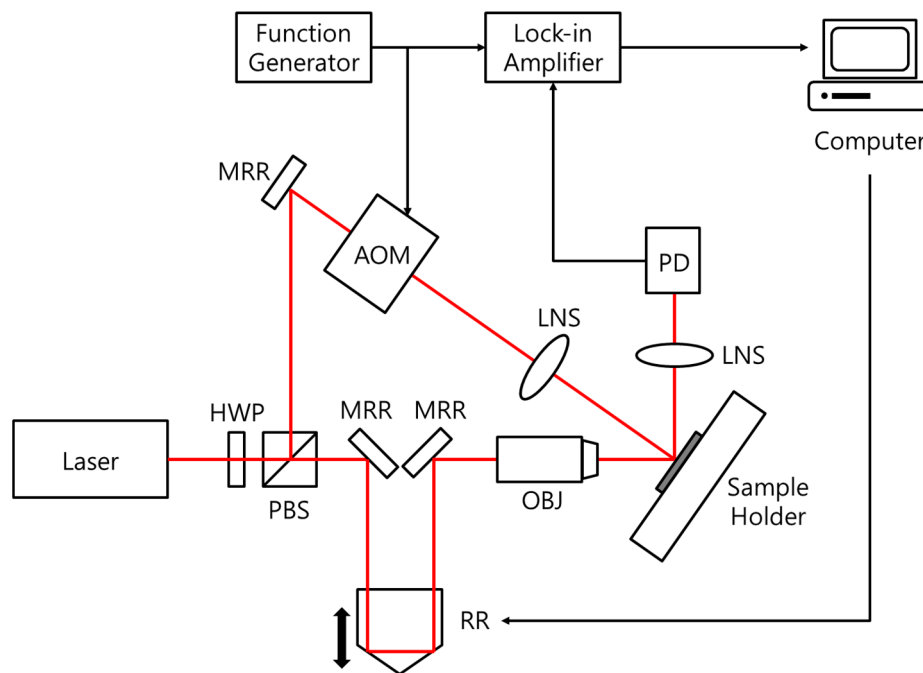 Function
Generator
Lock-in
Amplifier
Computer
MRR
AOM
PD
LNS
LNS
HWP
MRR
MRR
Laser
PBS
OBJ
Sample
Holder
RR